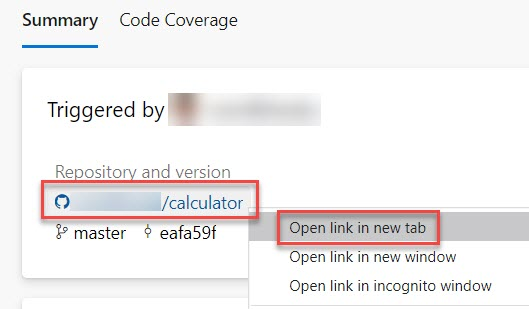 Summary Code Coverage
Triggered by
Repository and version
/calculator
Open link in new tab
master eafa59f
Open link in new window
Open link in incognito window